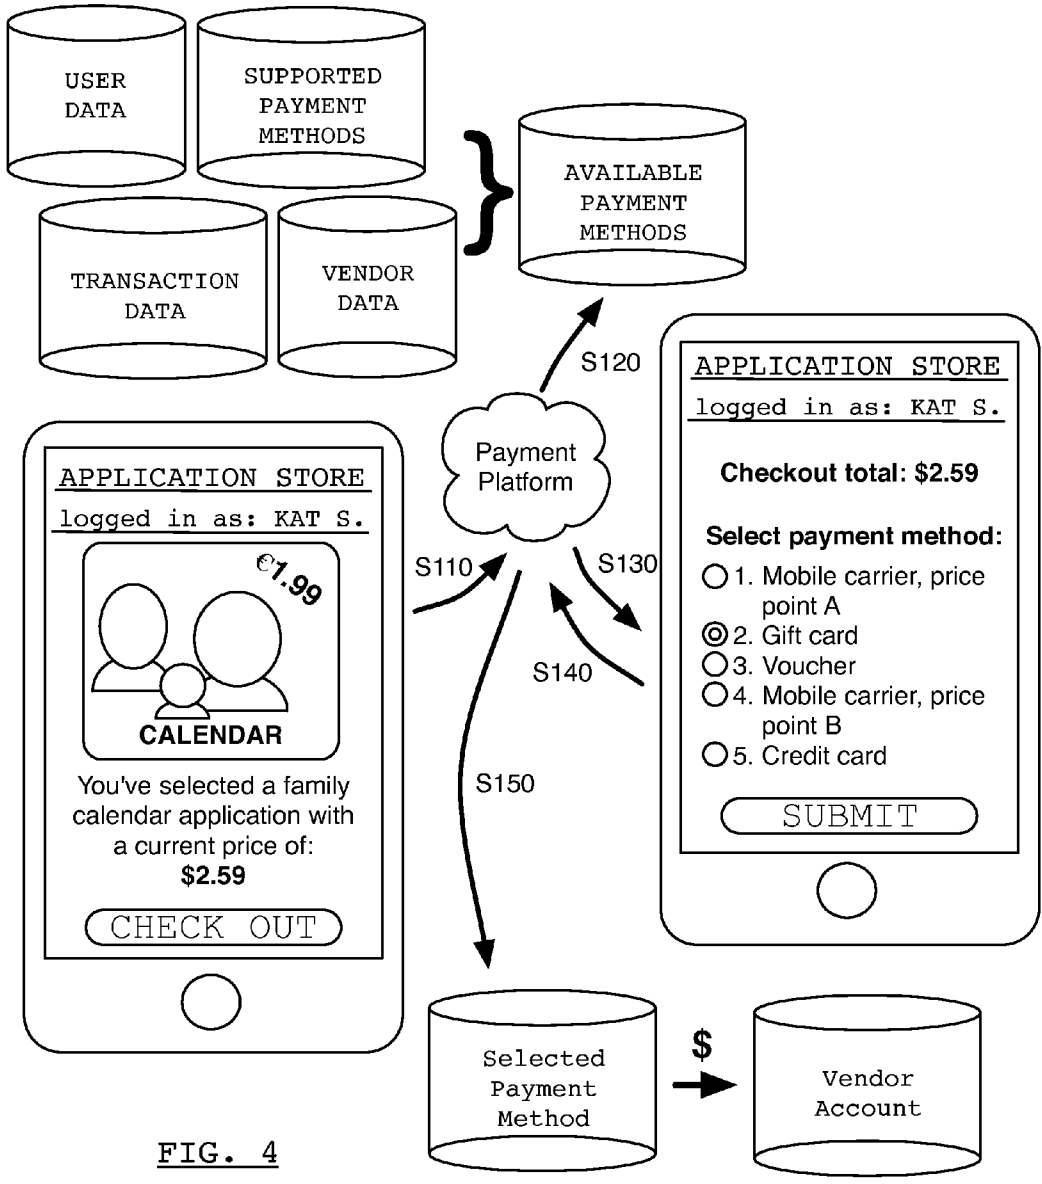 USER
DATA
SUPPORTED
PAYMENT
METHODS
TRANSACTION
DATA
VENDOR
DATA
AVAILABLE
PAYMENT
METHODS
S120
Payment
Platform
S110
S130
S140
S150
APPLICATION STORE
logged in as: KAT S.
€1.99
CALENDAR
You've selected a family
calendar application with
a current price of:
$2.59
CHECK OUT
APPLICATION STORE
logged in as: KAT S.
Checkout total: $2.59
Select payment method:
1. Mobile carrier, price
point A
2. Gift card
3. Voucher
4. Mobile carrier, price
point B
5. Credit card
SUBMIT
Selected
Payment
Method
$
Vendor
Account
FIG. 4